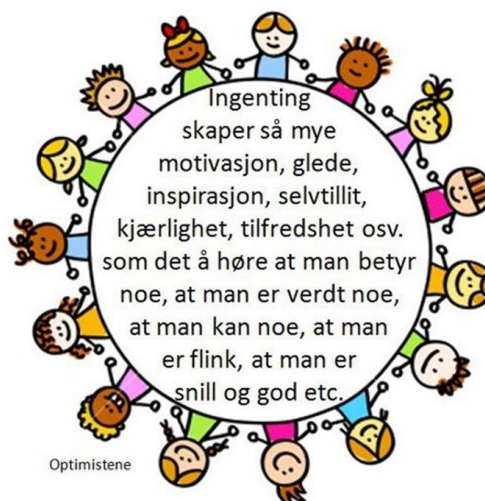 Ingenting
skaper så mye
motivasjon, glede,
inspirasjon, selvtillit,
kjærlighet, tilfredshet osv.
som det å høre at man betyr
noe, at man er verdt noe,
at man kan noe, at man
er flink, at man er
snill og god etc.
Optimistene